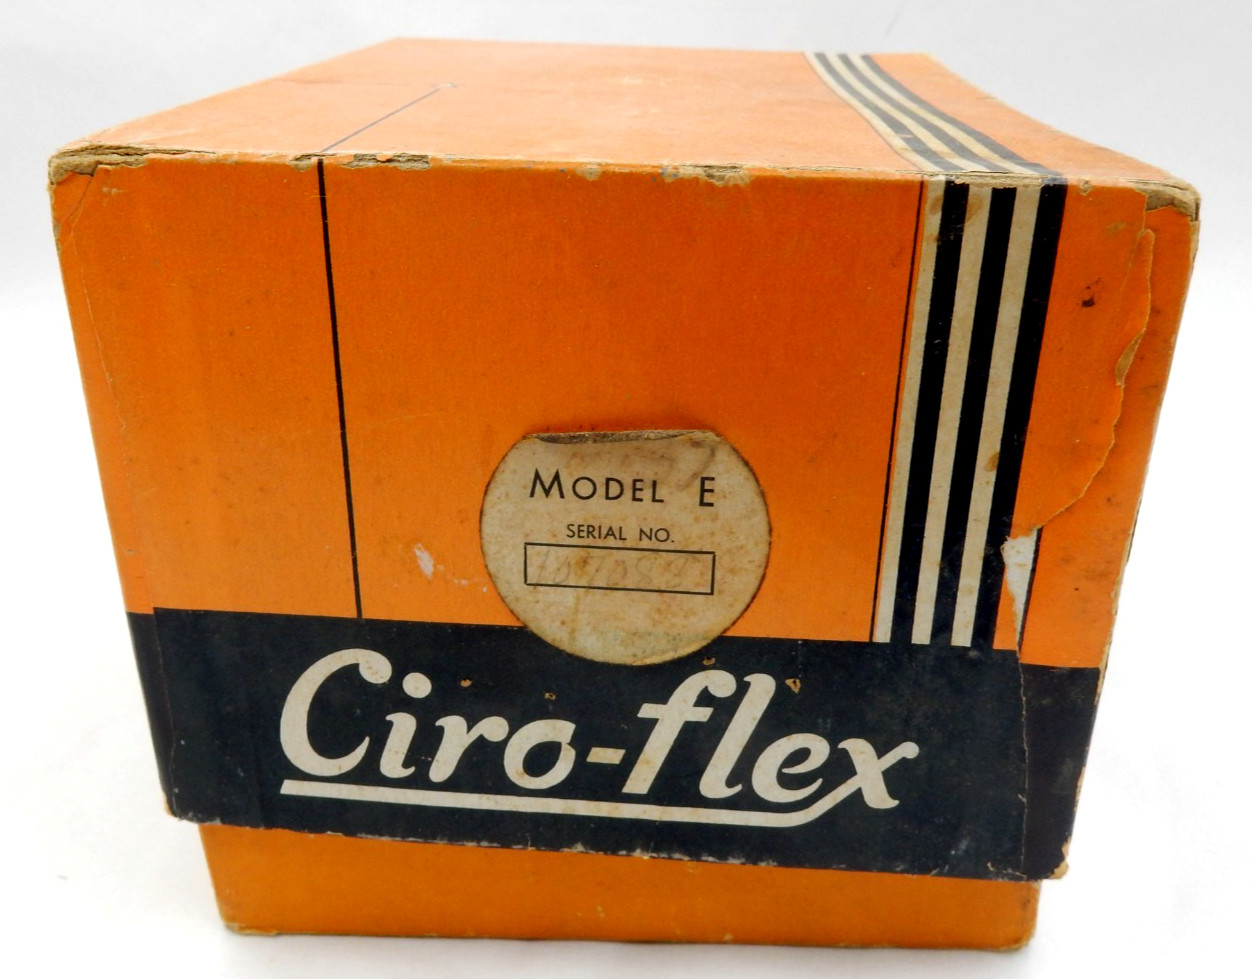 MODEL E
SERIAL NO.
Ciro-flex